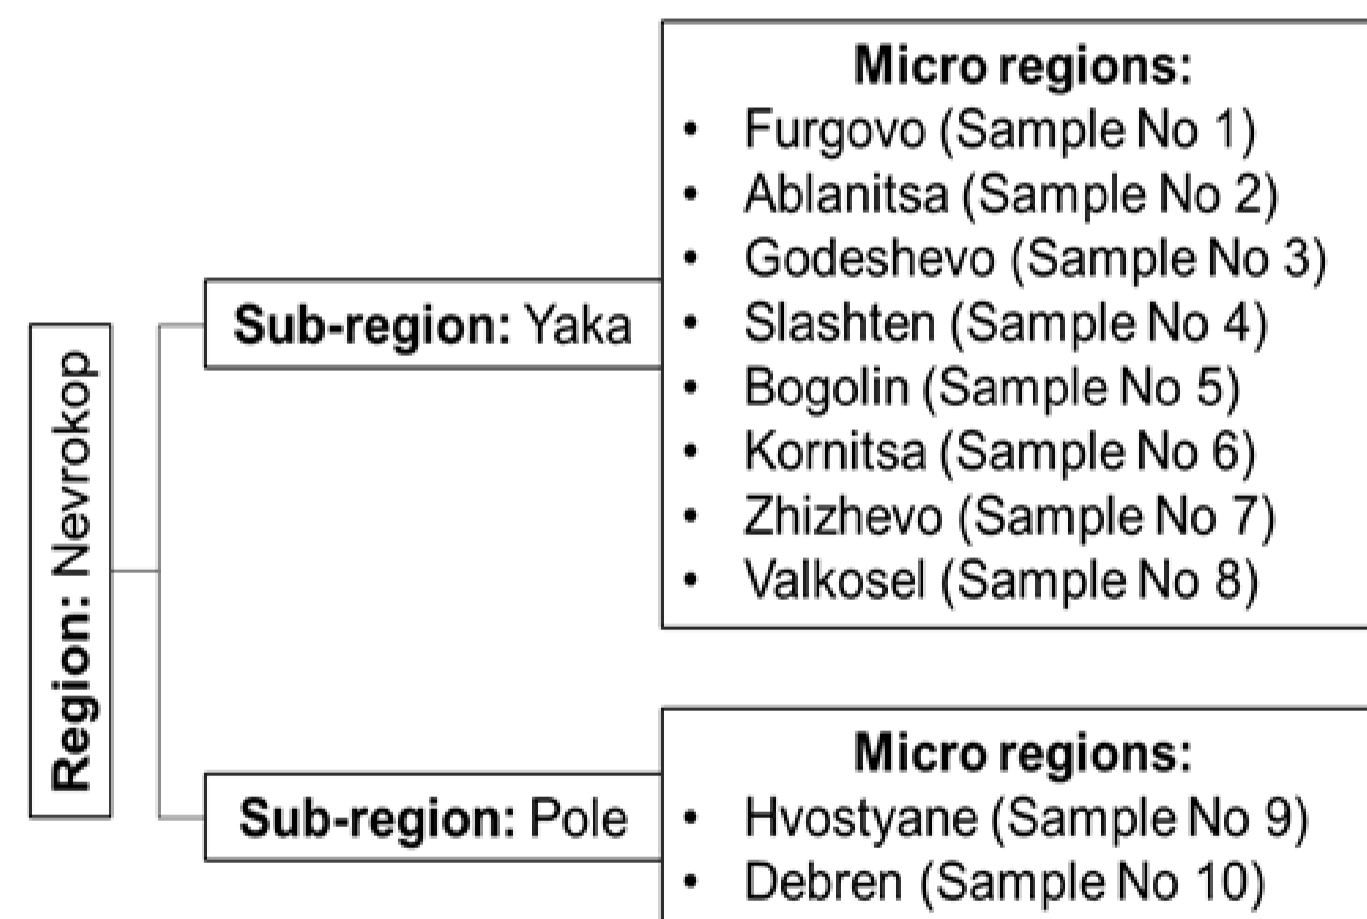 Region: Nevrokop
Sub-region: Yaka
Micro regions:
• Furgovo (Sample No 1)
• Ablanitsa (Sample No 2)
• Godeshevo (Sample No 3)
• Slashten (Sample No 4)
• Bogolin (Sample No 5)
• Kornitsa (Sample No 6)
• Zhizhevo (Sample No 7)
• Valkosel (Sample No 8)
Sub-region: Pole
Micro regions:
• Hvostyane (Sample No 9)
• Debren (Sample No 10)